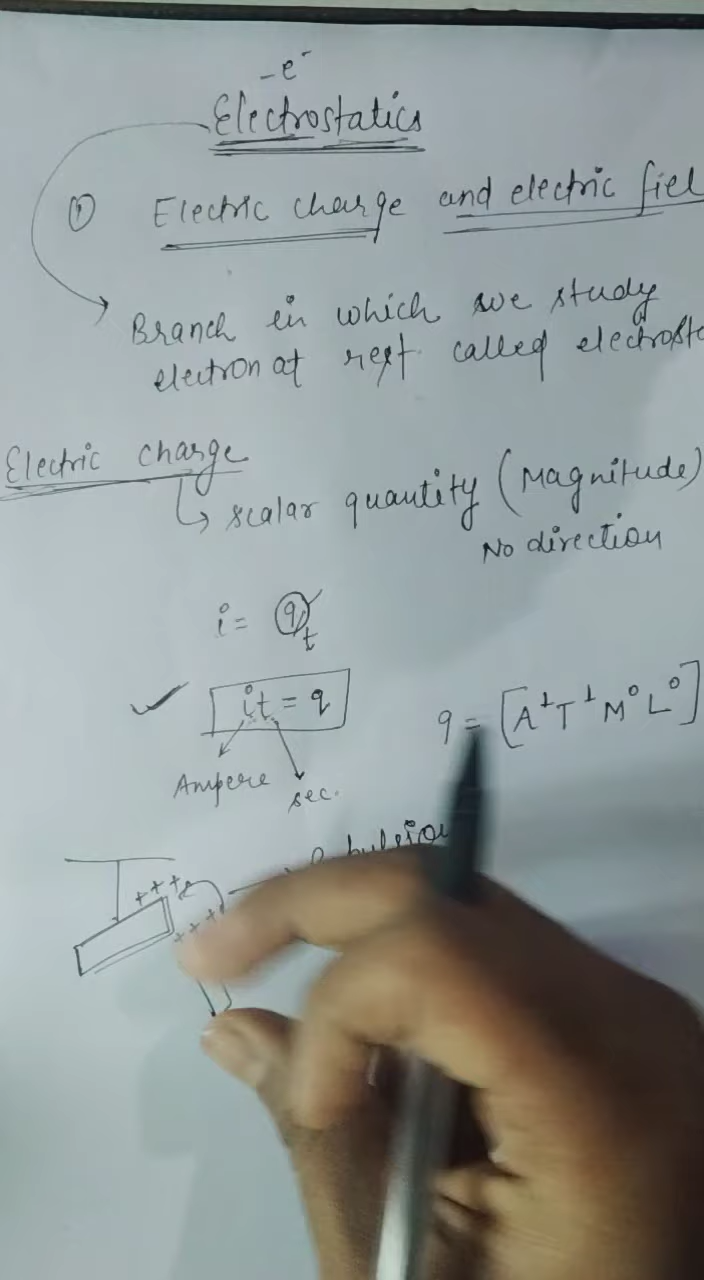 -e⁻
Electrostatics
① Electric charge and electric fiel
Branch in which we study
electron at rest called electrosta
Electric charge
↳ scalar quantity (Magnitude)
No direction
i = q/t
✓ it = q
q = [A¹T¹M⁰L⁰]
Ampere sec.
+++
+++